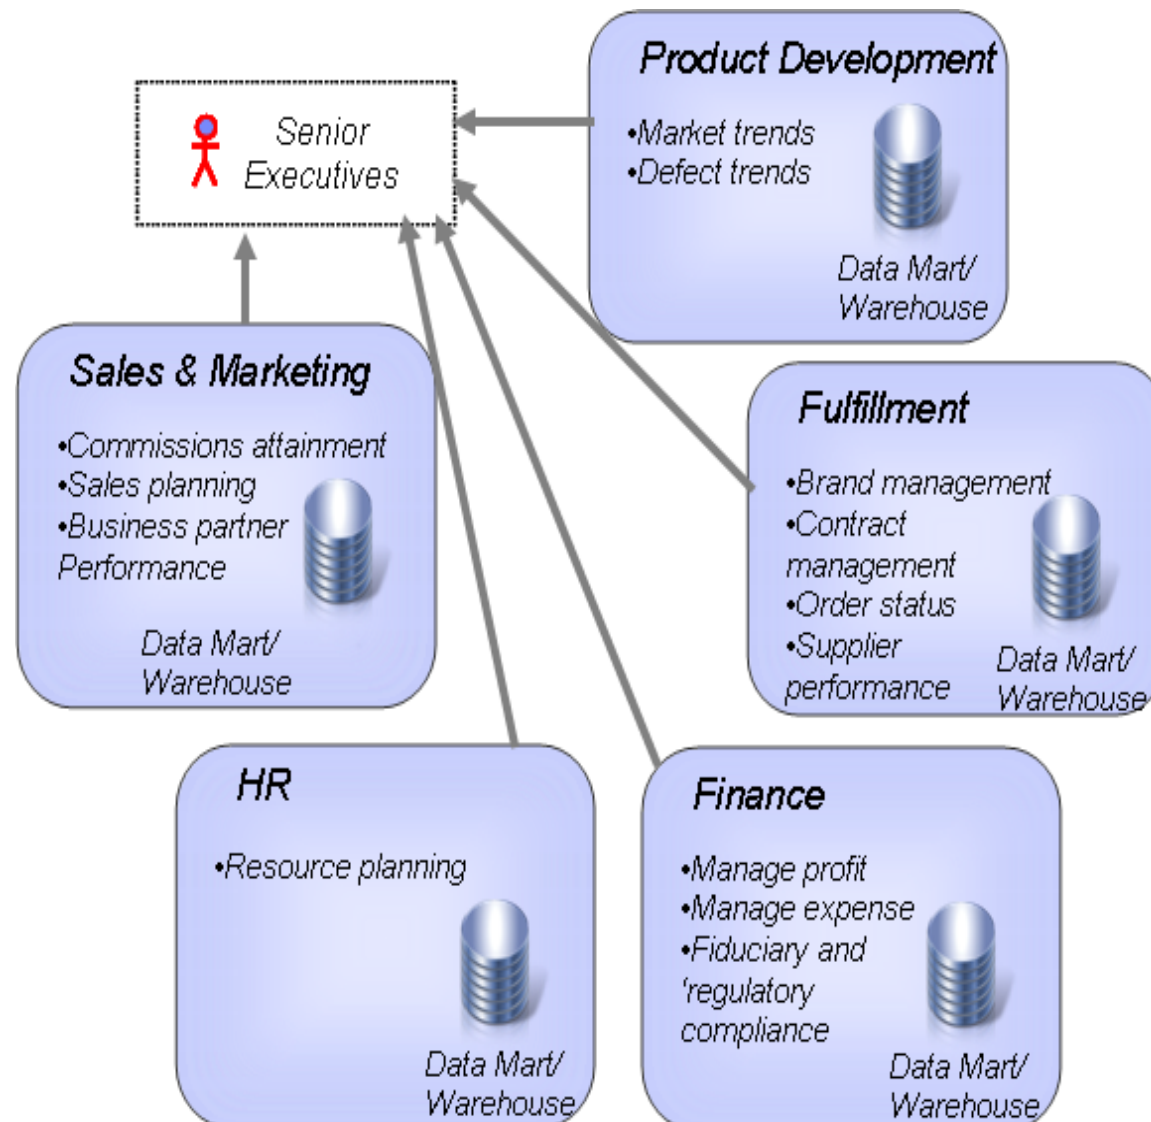 Product Development
•Market trends
•Defect trends
Data Mart/
Warehouse
Senior
Executives
Sales & Marketing
•Commissions attainment
•Sales planning
•Business partner
Performance
Data Mart/
Warehouse
Fulfillment
•Brand management
•Contract
management
•Order status
•Supplier
performance
Data Mart/
Warehouse
HR
•Resource planning
Data Mart/
Warehouse
Finance
•Manage profit
•Manage expense
•Fiduciary and
‘regulatory
compliance
Data Mart/
Warehouse